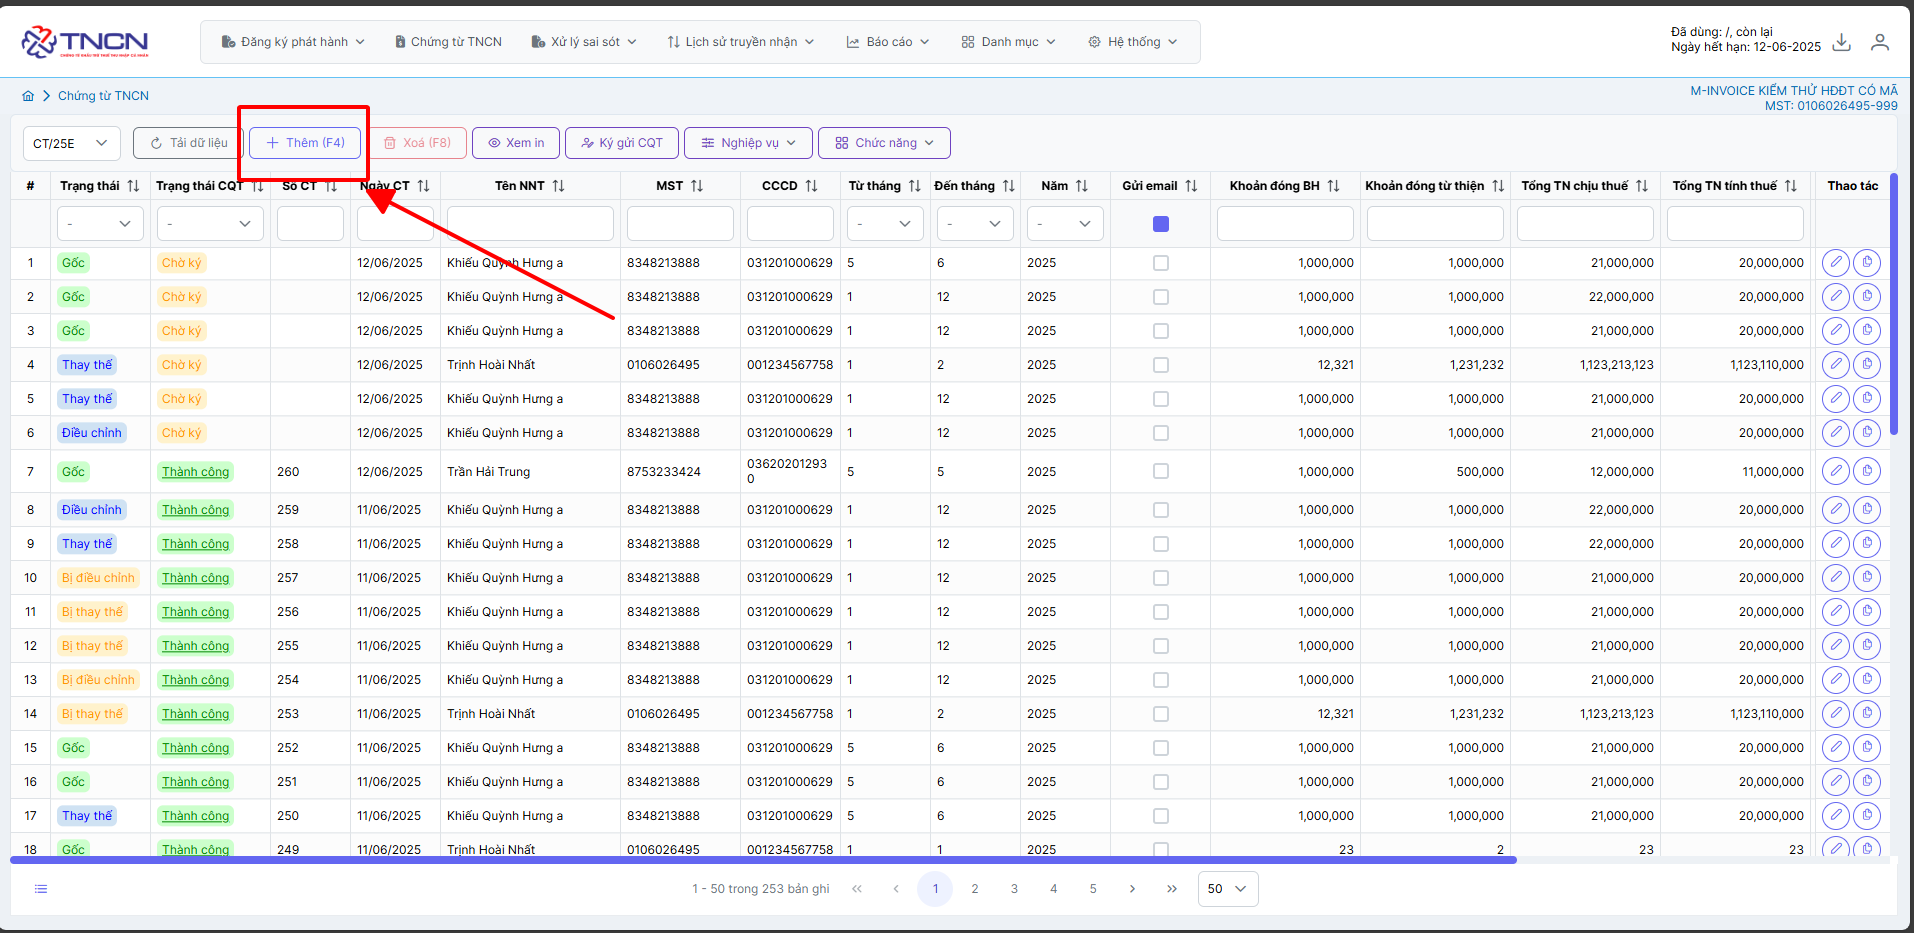 TNCN
Đăng ký phát hành
Chứng từ TNCN
Xử lý sai sót
Lịch sử truyền nhận
Báo cáo
Danh mục
Hệ thống
Đã dùng: /, còn lại
Ngày hết hạn: 12-06-2025
Chứng từ TNCN
M-INVOICE KIỂM THỬ HĐĐT CÓ MÃ
MST: 0106026495-999
CT/25E
Tải dữ liệu
Thêm (F4)
Xoá (F8)
Xem in
Ký gửi CQT
Nghiệp vụ
Chức năng
# Trạng thái Trạng thái CQT Số CT Ngày CT Tên NNT MST CCCD Từ tháng Đến tháng Năm Gửi email Khoản đóng BH Khoản đóng từ thiện Tổng TN chịu thuế Tổng TN tính thuế Thao tác
- - - - -
1 Gốc Chờ ký 12/06/2025 Khiếu Quỳnh Hưng a 8348213888 031201000629 5 6 2025 1,000,000 1,000,000 21,000,000 20,000,000
2 Gốc Chờ ký 12/06/2025 Khiếu Quỳnh Hưng a 8348213888 031201000629 1 12 2025 1,000,000 1,000,000 22,000,000 20,000,000
3 Gốc Chờ ký 12/06/2025 Khiếu Quỳnh Hưng a 8348213888 031201000629 1 12 2025 1,000,000 1,000,000 21,000,000 20,000,000
4 Thay thế Chờ ký 12/06/2025 Trịnh Hoài Nhất 0106026495 001234567758 1 2 2025 12,321 1,231,232 1,123,213,123 1,123,110,000
5 Thay thế Chờ ký 12/06/2025 Khiếu Quỳnh Hưng a 8348213888 031201000629 1 12 2025 1,000,000 1,000,000 21,000,000 20,000,000
6 Điều chỉnh Chờ ký 12/06/2025 Khiếu Quỳnh Hưng a 8348213888 031201000629 1 12 2025 1,000,000 1,000,000 21,000,000 20,000,000
7 Gốc Thành công 260 12/06/2025 Trần Hải Trung 8753233424 036202012930 5 5 2025 1,000,000 500,000 12,000,000 11,000,000
8 Điều chỉnh Thành công 259 11/06/2025 Khiếu Quỳnh Hưng a 8348213888 031201000629 1 12 2025 1,000,000 1,000,000 22,000,000 20,000,000
9 Thay thế Thành công 258 11/06/2025 Khiếu Quỳnh Hưng a 8348213888 031201000629 1 12 2025 1,000,000 1,000,000 22,000,000 20,000,000
10 Bị điều chỉnh Thành công 257 11/06/2025 Khiếu Quỳnh Hưng a 8348213888 031201000629 1 12 2025 1,000,000 1,000,000 21,000,000 20,000,000
11 Bị thay thế Thành công 256 11/06/2025 Khiếu Quỳnh Hưng a 8348213888 031201000629 1 12 2025 1,000,000 1,000,000 21,000,000 20,000,000
12 Bị thay thế Thành công 255 11/06/2025 Khiếu Quỳnh Hưng a 8348213888 031201000629 1 12 2025 1,000,000 1,000,000 21,000,000 20,000,000
13 Bị điều chỉnh Thành công 254 11/06/2025 Khiếu Quỳnh Hưng a 8348213888 031201000629 1 12 2025 1,000,000 1,000,000 21,000,000 20,000,000
14 Bị thay thế Thành công 253 11/06/2025 Trịnh Hoài Nhất 0106026495 001234567758 1 2 2025 12,321 1,231,232 1,123,213,123 1,123,110,000
15 Gốc Thành công 252 11/06/2025 Khiếu Quỳnh Hưng a 8348213888 031201000629 5 6 2025 1,000,000 1,000,000 21,000,000 20,000,000
16 Gốc Thành công 251 11/06/2025 Khiếu Quỳnh Hưng a 8348213888 031201000629 5 6 2025 1,000,000 1,000,000 21,000,000 20,000,000
17 Thay thế Thành công 250 11/06/2025 Khiếu Quỳnh Hưng a 8348213888 031201000629 5 6 2025 1,000,000 1,000,000 21,000,000 20,000,000
18 Gốc Thành công 249 11/06/2025 Trịnh Hoài Nhất 0106026495 001234567758 1 1 2025 23 2 23 23
1 - 50 trong 253 bản ghi « ‹ 1 2 3 4 5 › » 50